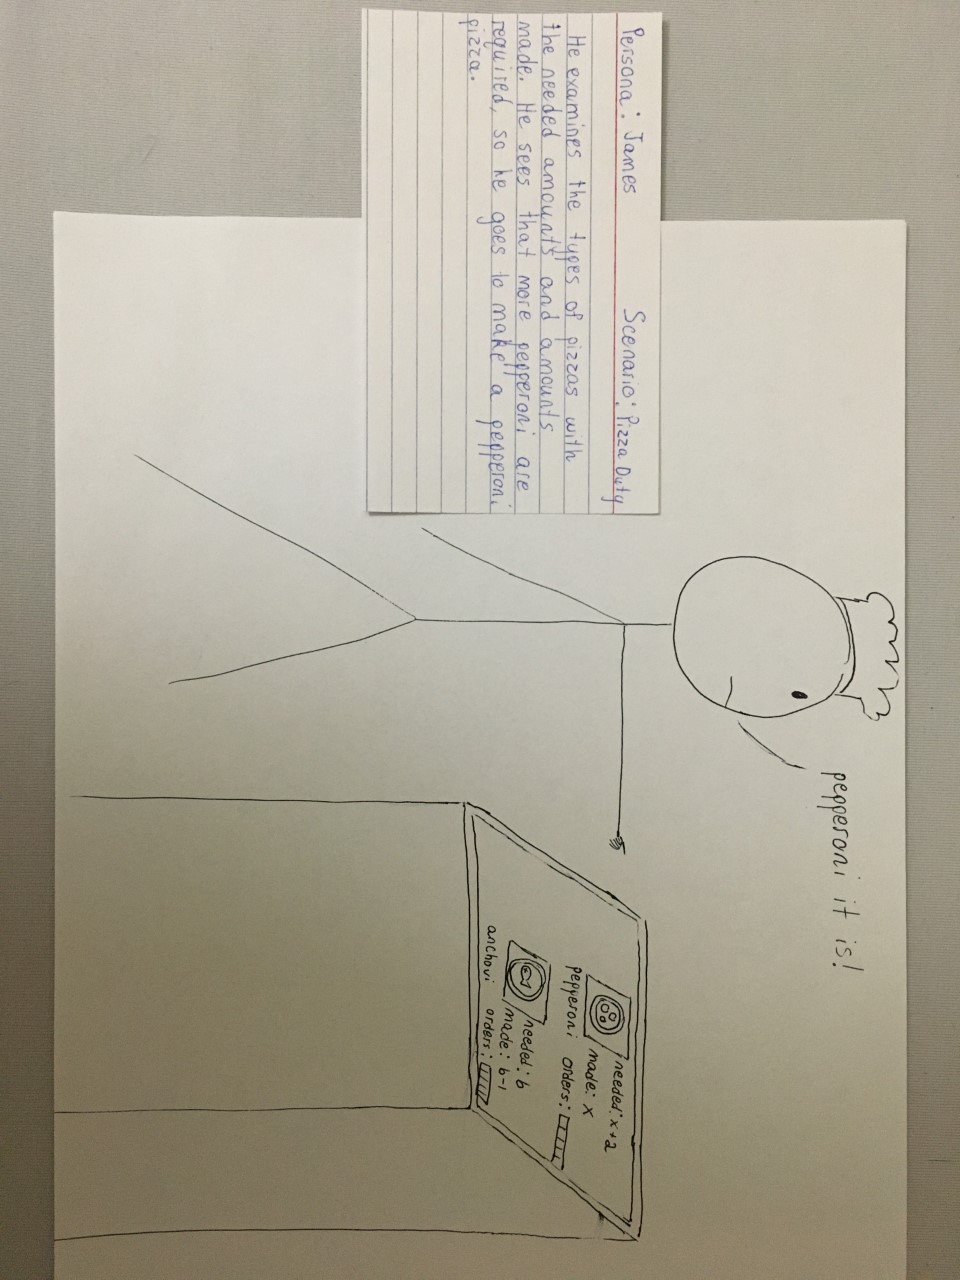 Persona: James Scenario: Pizza Duty
He examines the types of pizzas with
the needed amounts and amounts
made. He sees that more pepperoni are
required, so he goes to make a pepperoni
pizza.
pepperoni it is!
needed: x+2
made: x
pepperoni orders:
needed: b
made: b-1
anchovi orders: